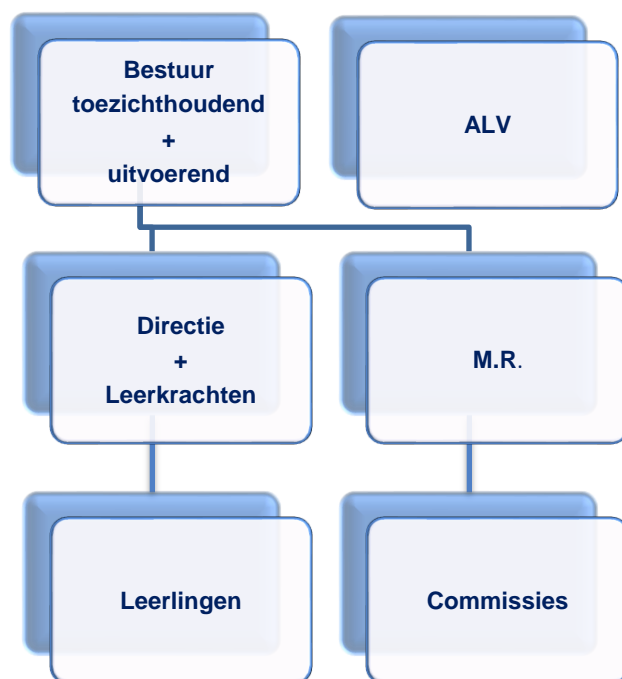 Bestuur
toezichthoudend
+
uitvoerend
ALV
Directie
+
Leerkrachten
M.R.
Leerlingen
Commissies